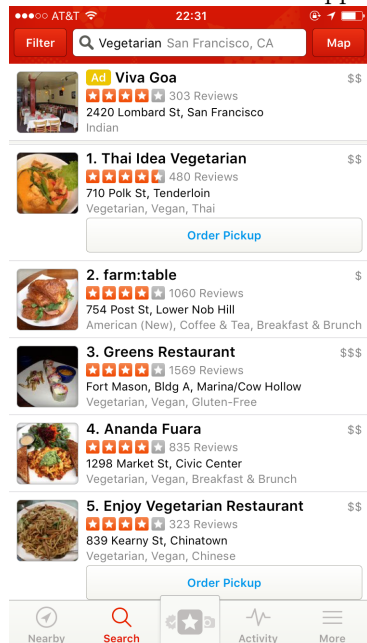 AT&T 22:31
Filter Vegetarian San Francisco, CA Map
Ad Viva Goa $$
303 Reviews
2420 Lombard St, San Francisco
Indian
1. Thai Idea Vegetarian $$
480 Reviews
710 Polk St, Tenderloin
Vegetarian, Vegan, Thai
Order Pickup
2. farm:table $
1060 Reviews
754 Post St, Lower Nob Hill
American (New), Coffee & Tea, Breakfast & Brunch
3. Greens Restaurant $$$
1569 Reviews
Fort Mason, Bldg A, Marina/Cow Hollow
Vegetarian, Vegan, Gluten-Free
4. Ananda Fuara $$
835 Reviews
1298 Market St, Civic Center
Vegetarian, Vegan, Breakfast & Brunch
5. Enjoy Vegetarian Restaurant $$
323 Reviews
839 Kearny St, Chinatown
Vegetarian, Vegan, Chinese
Order Pickup
Nearby Search Activity More